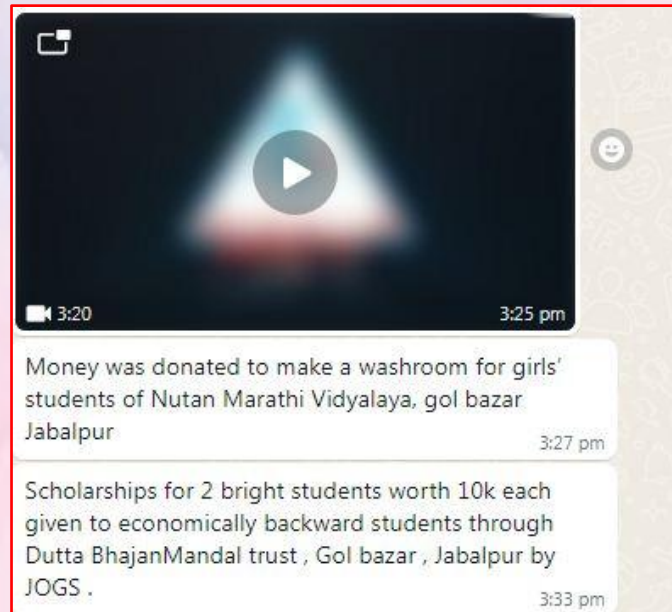 3:20 3:25 pm
Money was donated to make a washroom for girls'
students of Nutan Marathi Vidyalaya, gol bazar
Jabalpur
3:27 pm
Scholarships for 2 bright students worth 10k each
given to economically backward students through
Dutta BhajanMandal trust , Gol bazar , Jabalpur by
JOGS .
3:33 pm